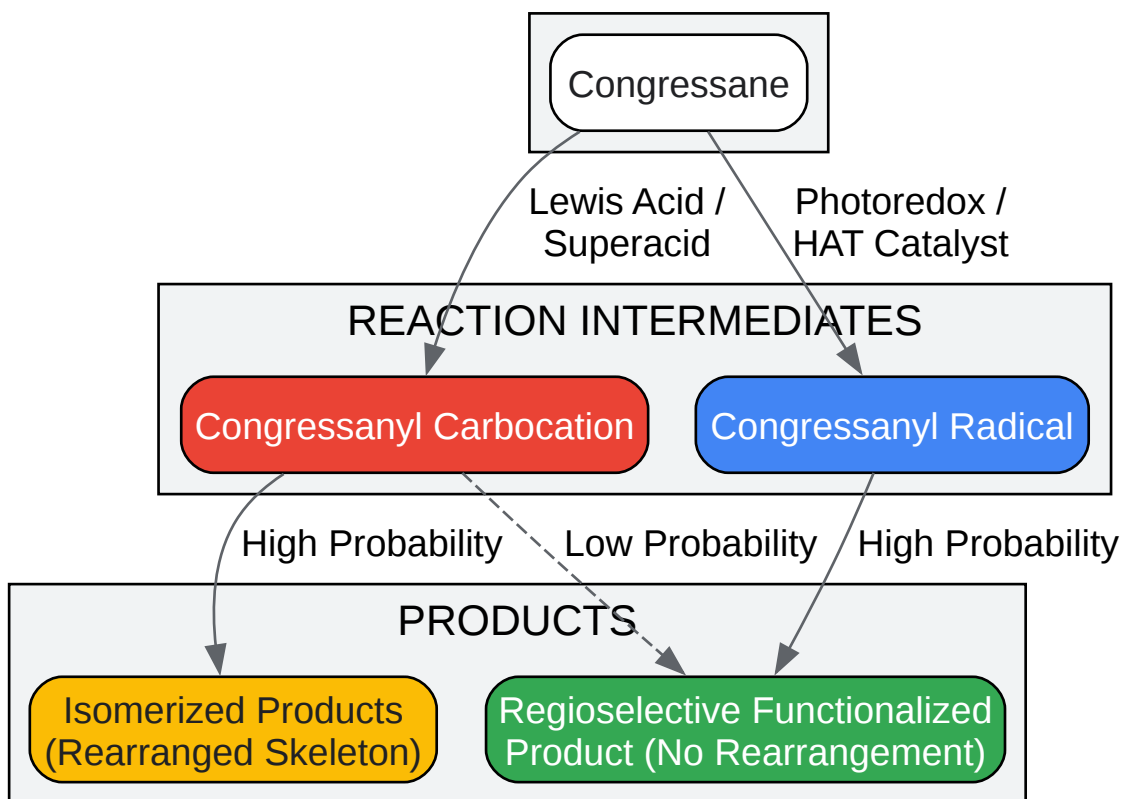 Congressane
Lewis Acid /
Superacid
Photoredox /
HAT Catalyst
REACTION INTERMEDIATES
Congressanyl Carbocation
Congressanyl Radical
High Probability
Low Probability
High Probability
PRODUCTS
Isomerized Products
(Rearranged Skeleton)
Regioselective Functionalized
Product (No Rearrangement)